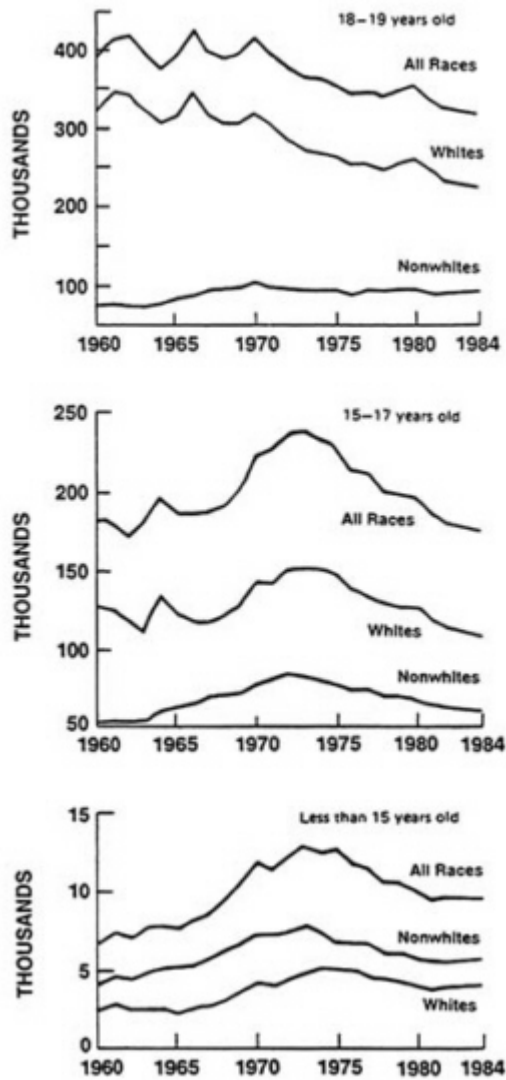 18–19 years old
400
All Races
300
Whites
THOUSANDS
200
Nonwhites
100
1960 1965 1970 1975 1980 1984
250
15–17 years old
200
All Races
THOUSANDS
150
Whites
100
Nonwhites
50
1960 1965 1970 1975 1980 1984
15
Less than 15 years old
All Races
10
THOUSANDS
Nonwhites
5
Whites
0
1960 1965 1970 1975 1980 1984